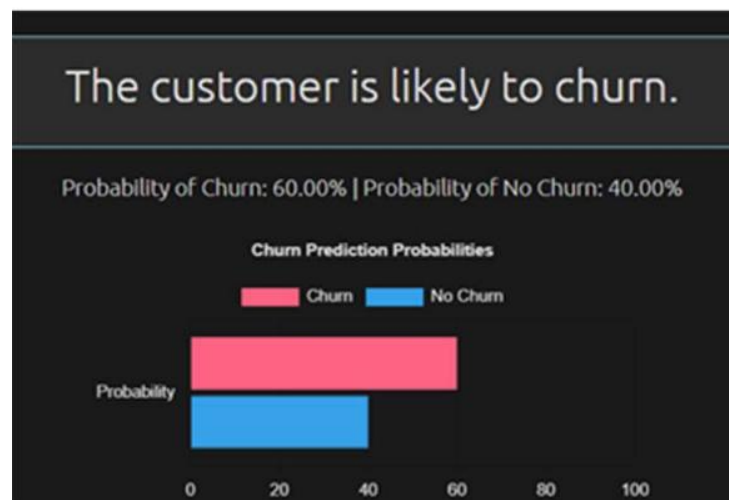 The customer is likely to churn.
Probability of Churn: 60.00% | Probability of No Churn: 40.00%
Churn Prediction Probabilities
Churn No Churn
Probability
0 20 40 60 80 100